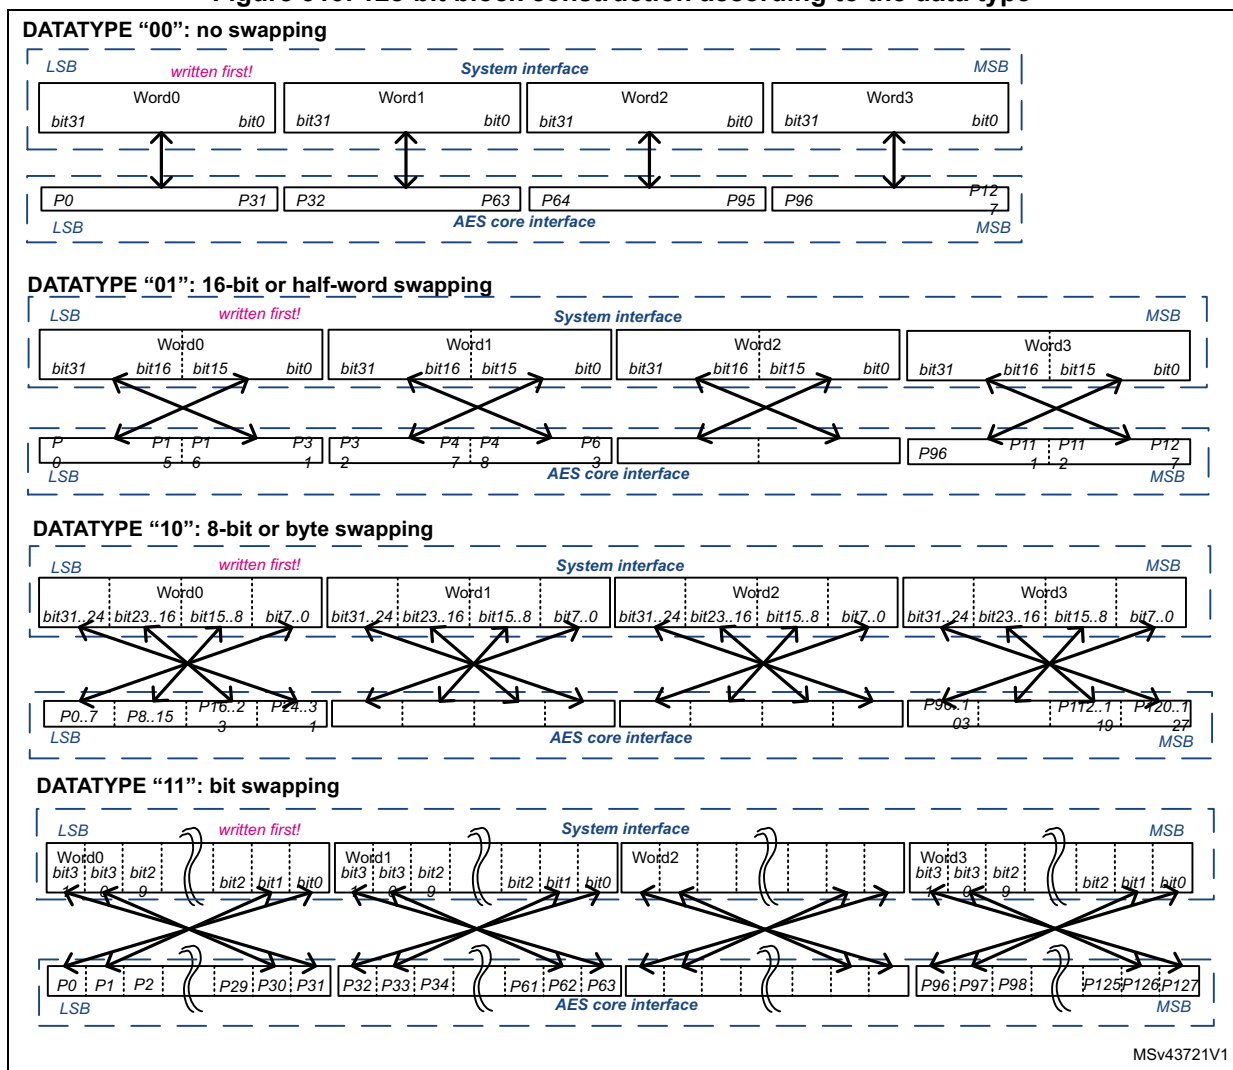 DATATYPE “00”: no swapping
LSB written first! System interface MSB
Word0 Word1 Word2 Word3
bit31 bit0 bit31 bit0 bit31 bit0 bit31 bit0
P0 P31 P32 P63 P64 P95 P96 P127
LSB AES core interface MSB
DATATYPE “01”: 16-bit or half-word swapping
LSB written first! System interface MSB
Word0 Word1 Word2 Word3
bit31 bit16 bit15 bit0 bit31 bit16 bit15 bit0 bit31 bit16 bit15 bit0 bit31 bit16 bit15 bit0
P0 P15 P16 P31 P32 P47 P48 P63 P96 P111 P112 P127
LSB AES core interface MSB
DATATYPE “10”: 8-bit or byte swapping
LSB written first! System interface MSB
Word0 Word1 Word2 Word3
bit31..24 bit23..16 bit15..8 bit7..0 bit31..24 bit23..16 bit15..8 bit7..0 bit31..24 bit23..16 bit15..8 bit7..0 bit31..24 bit23..16 bit15..8 bit7..0
P0..7 P8..15 P16..23 P24..31 P96..103 P112..119 P120..127
LSB AES core interface MSB
DATATYPE “11”: bit swapping
LSB written first! System interface MSB
Word0 Word1 Word2 Word3
bit31 bit30 bit29 bit2 bit1 bit0 bit31 bit30 bit29 bit2 bit1 bit0 bit31 bit30 bit29 bit2 bit1 bit0
P0 P1 P2 P29 P30 P31 P32 P33 P34 P61 P62 P63 P96 P97 P98 P125 P126 P127
LSB AES core interface MSB
MSv43721V1